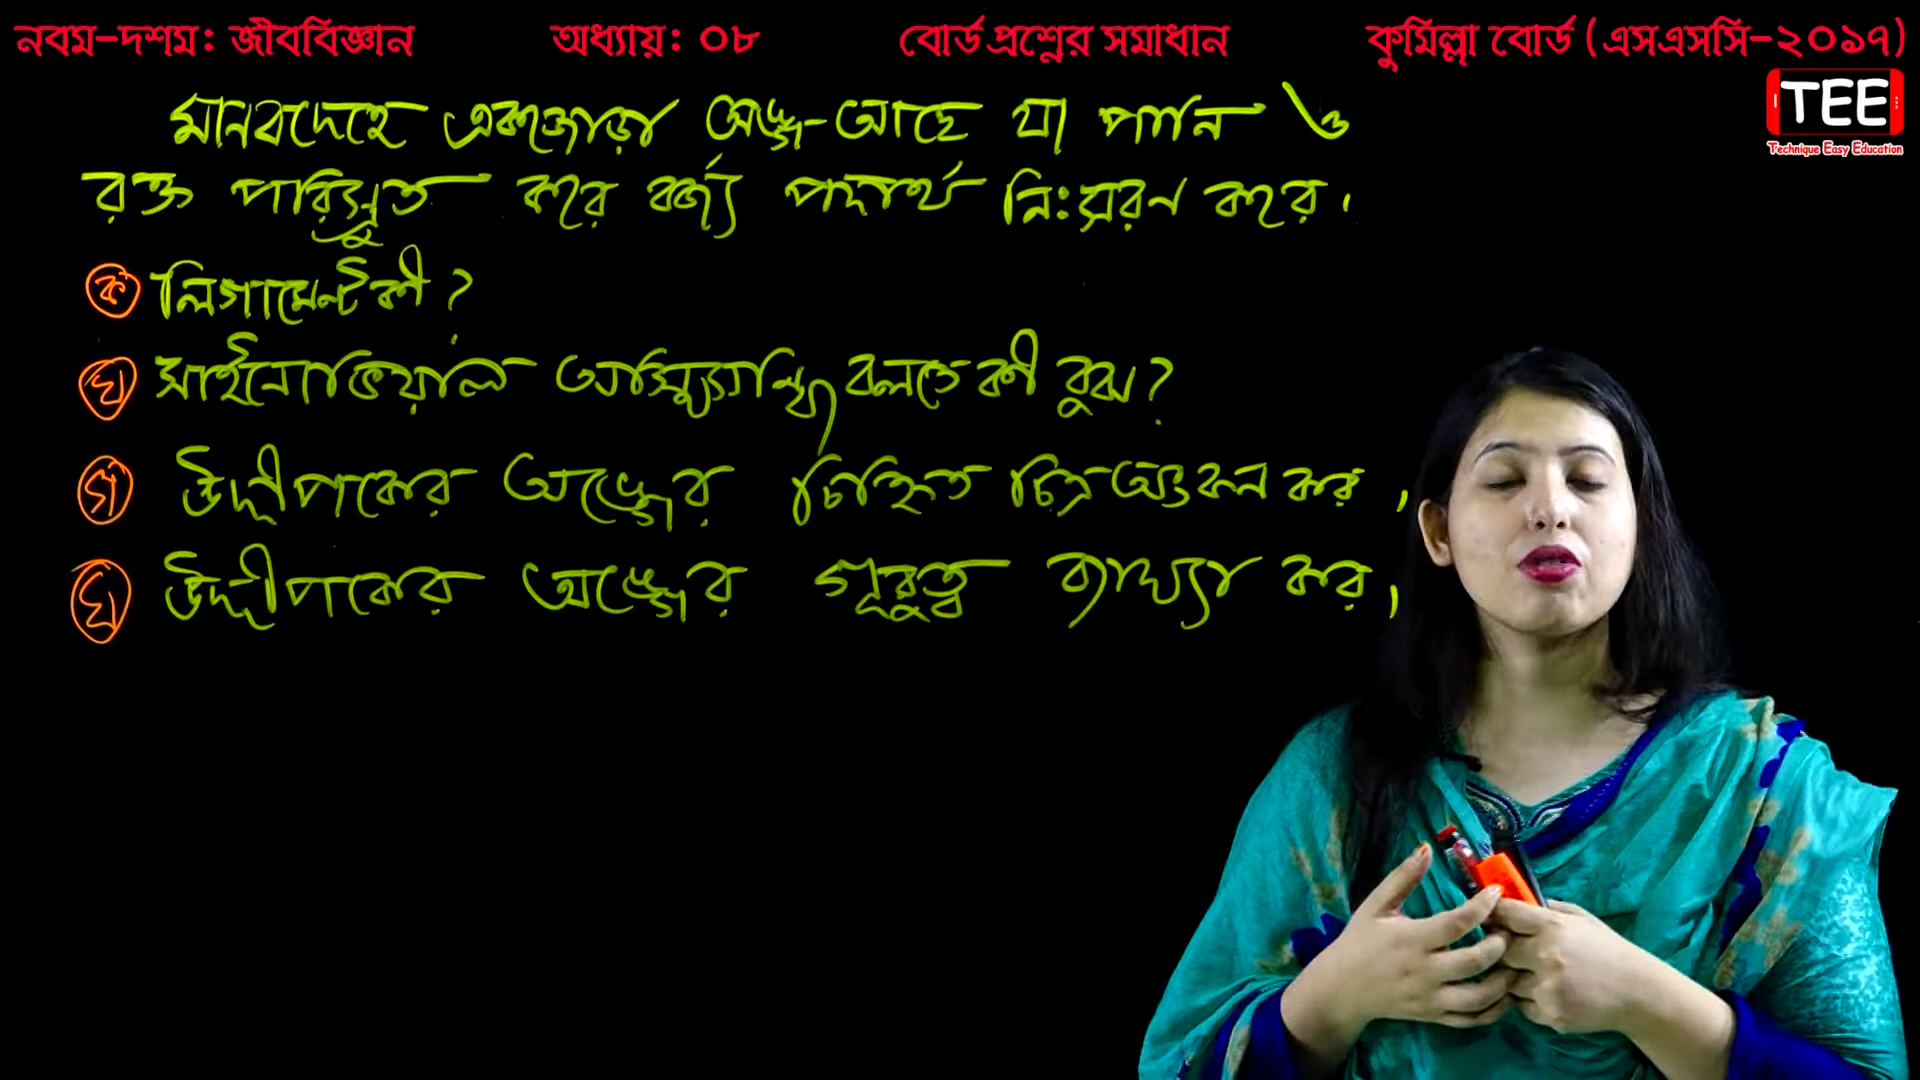 নবম-দশম: জীববিজ্ঞান অধ্যায়: ০৮ বোর্ড প্রশ্নের সমাধান কুমিল্লা বোর্ড (এসএসসি-২০১৭)
TEE
Technique Easy Education
মানবদেহে একজোড়া অঙ্গ-আছে যা পানি ও
রক্ত পরিস্রুত করে বর্জ্য পদার্থ নিঃসরণ করে।
ক লিগামেন্ট কী?
খ সাইনোভিয়াল অস্থিসন্ধি বলতে কী বুঝ?
গ উদ্দীপকের অঙ্গের চিহ্নিত চিত্র অংকন কর।
ঘ উদ্দীপকের অঙ্গের গুরুত্ব ব্যাখ্যা কর।